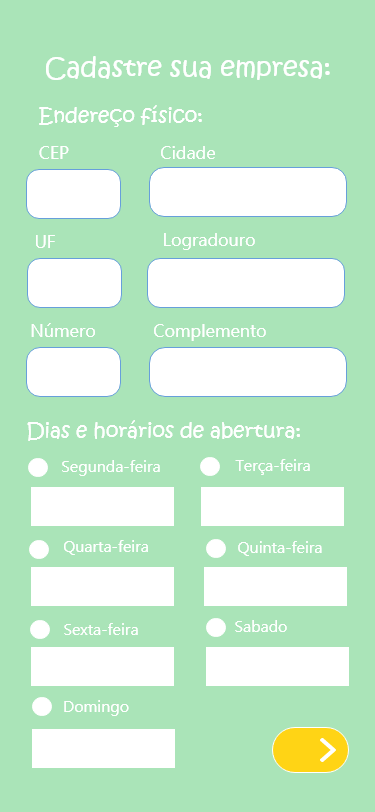 Cadastre sua empresa:
Endereço físico:
CEP
Cidade
UF
Logradouro
Número
Complemento
Dias e horários de abertura:
Segunda-feira
Terça-feira
Quarta-feira
Quinta-feira
Sexta-feira
Sabado
Domingo